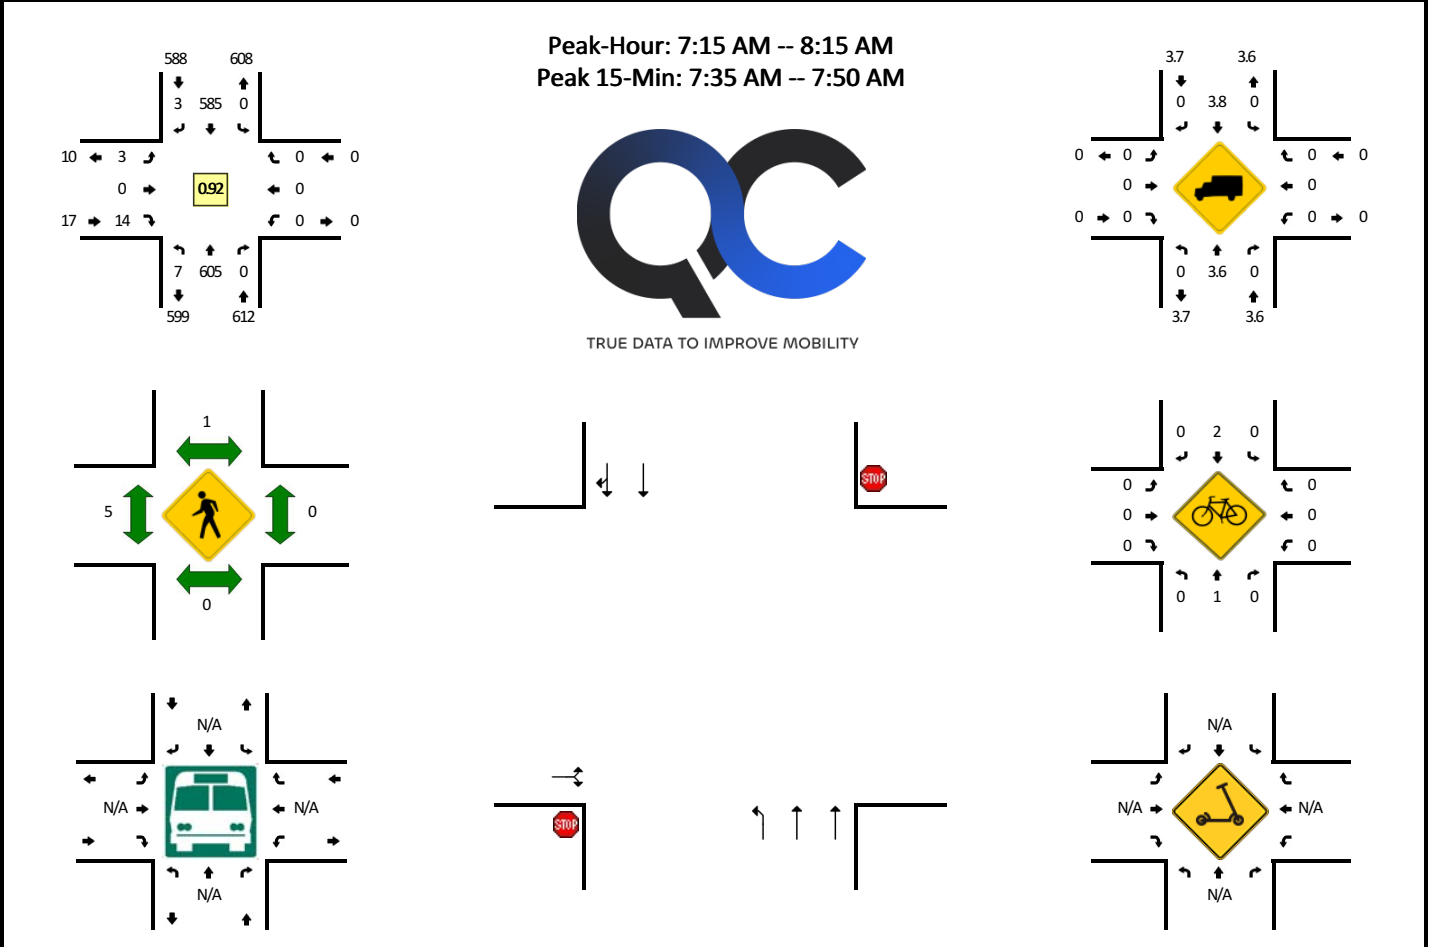 Peak-Hour: 7:15 AM -- 8:15 AM
Peak 15-Min: 7:35 AM -- 7:50 AM
588 608
3 585 0
10 3 0 0
0 0.92 0
17 14 0 0
7 605 0
599 612
QC
TRUE DATA TO IMPROVE MOBILITY
3.7 3.6
0 3.8 0
0 0 0 0
0 0
0 0 0 0
0 3.6 0
3.7 3.6
1
5 0
0
STOP
0 2 0
0 0
0 0
0 0
0 1 0
N/A
N/A N/A
N/A
STOP
N/A
N/A N/A
N/A